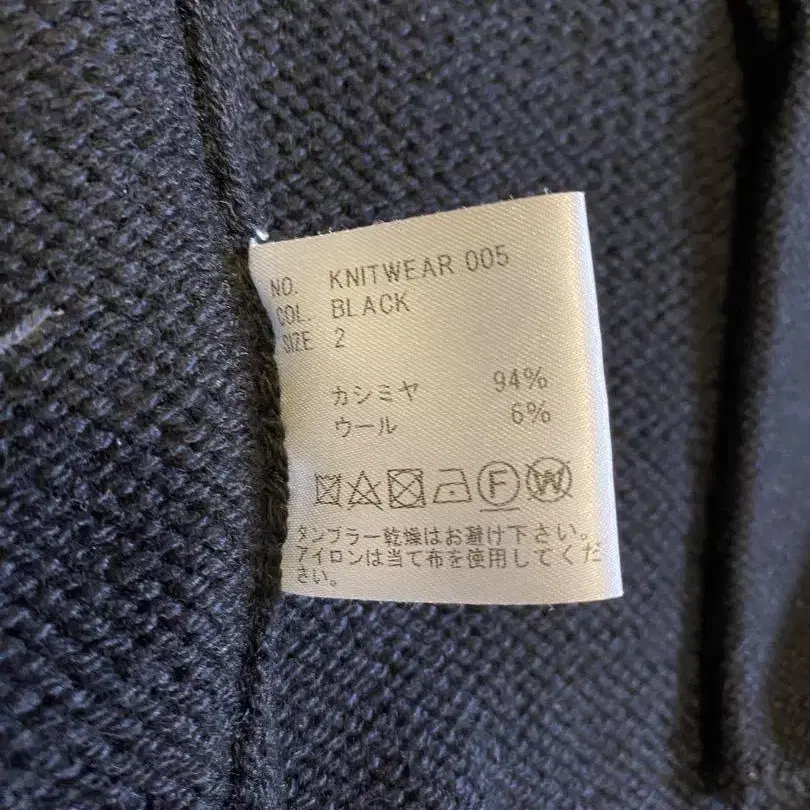 NO. KNITWEAR 005
COL. BLACK
SIZE 2
カシミヤ 94%
ウール 6%
F W
タンブラー乾燥はお避け下さい。
アイロンは当て布を使用してくだ
さい。